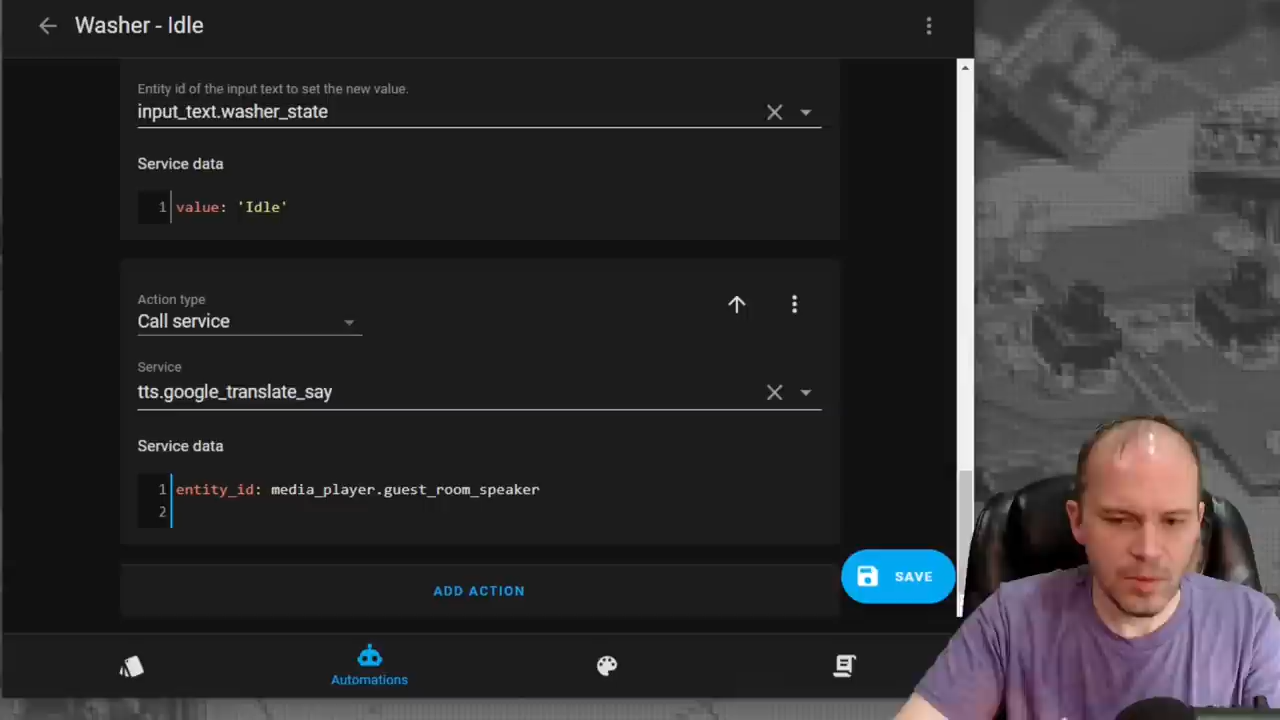 Washer - Idle
Entity id of the input text to set the new value.
input_text.washer_state
Service data
1 value: 'Idle'
Action type
Call service
Service
tts.google_translate_say
Service data
1 entity_id: media_player.guest_room_speaker
2
ADD ACTION
SAVE
Automations